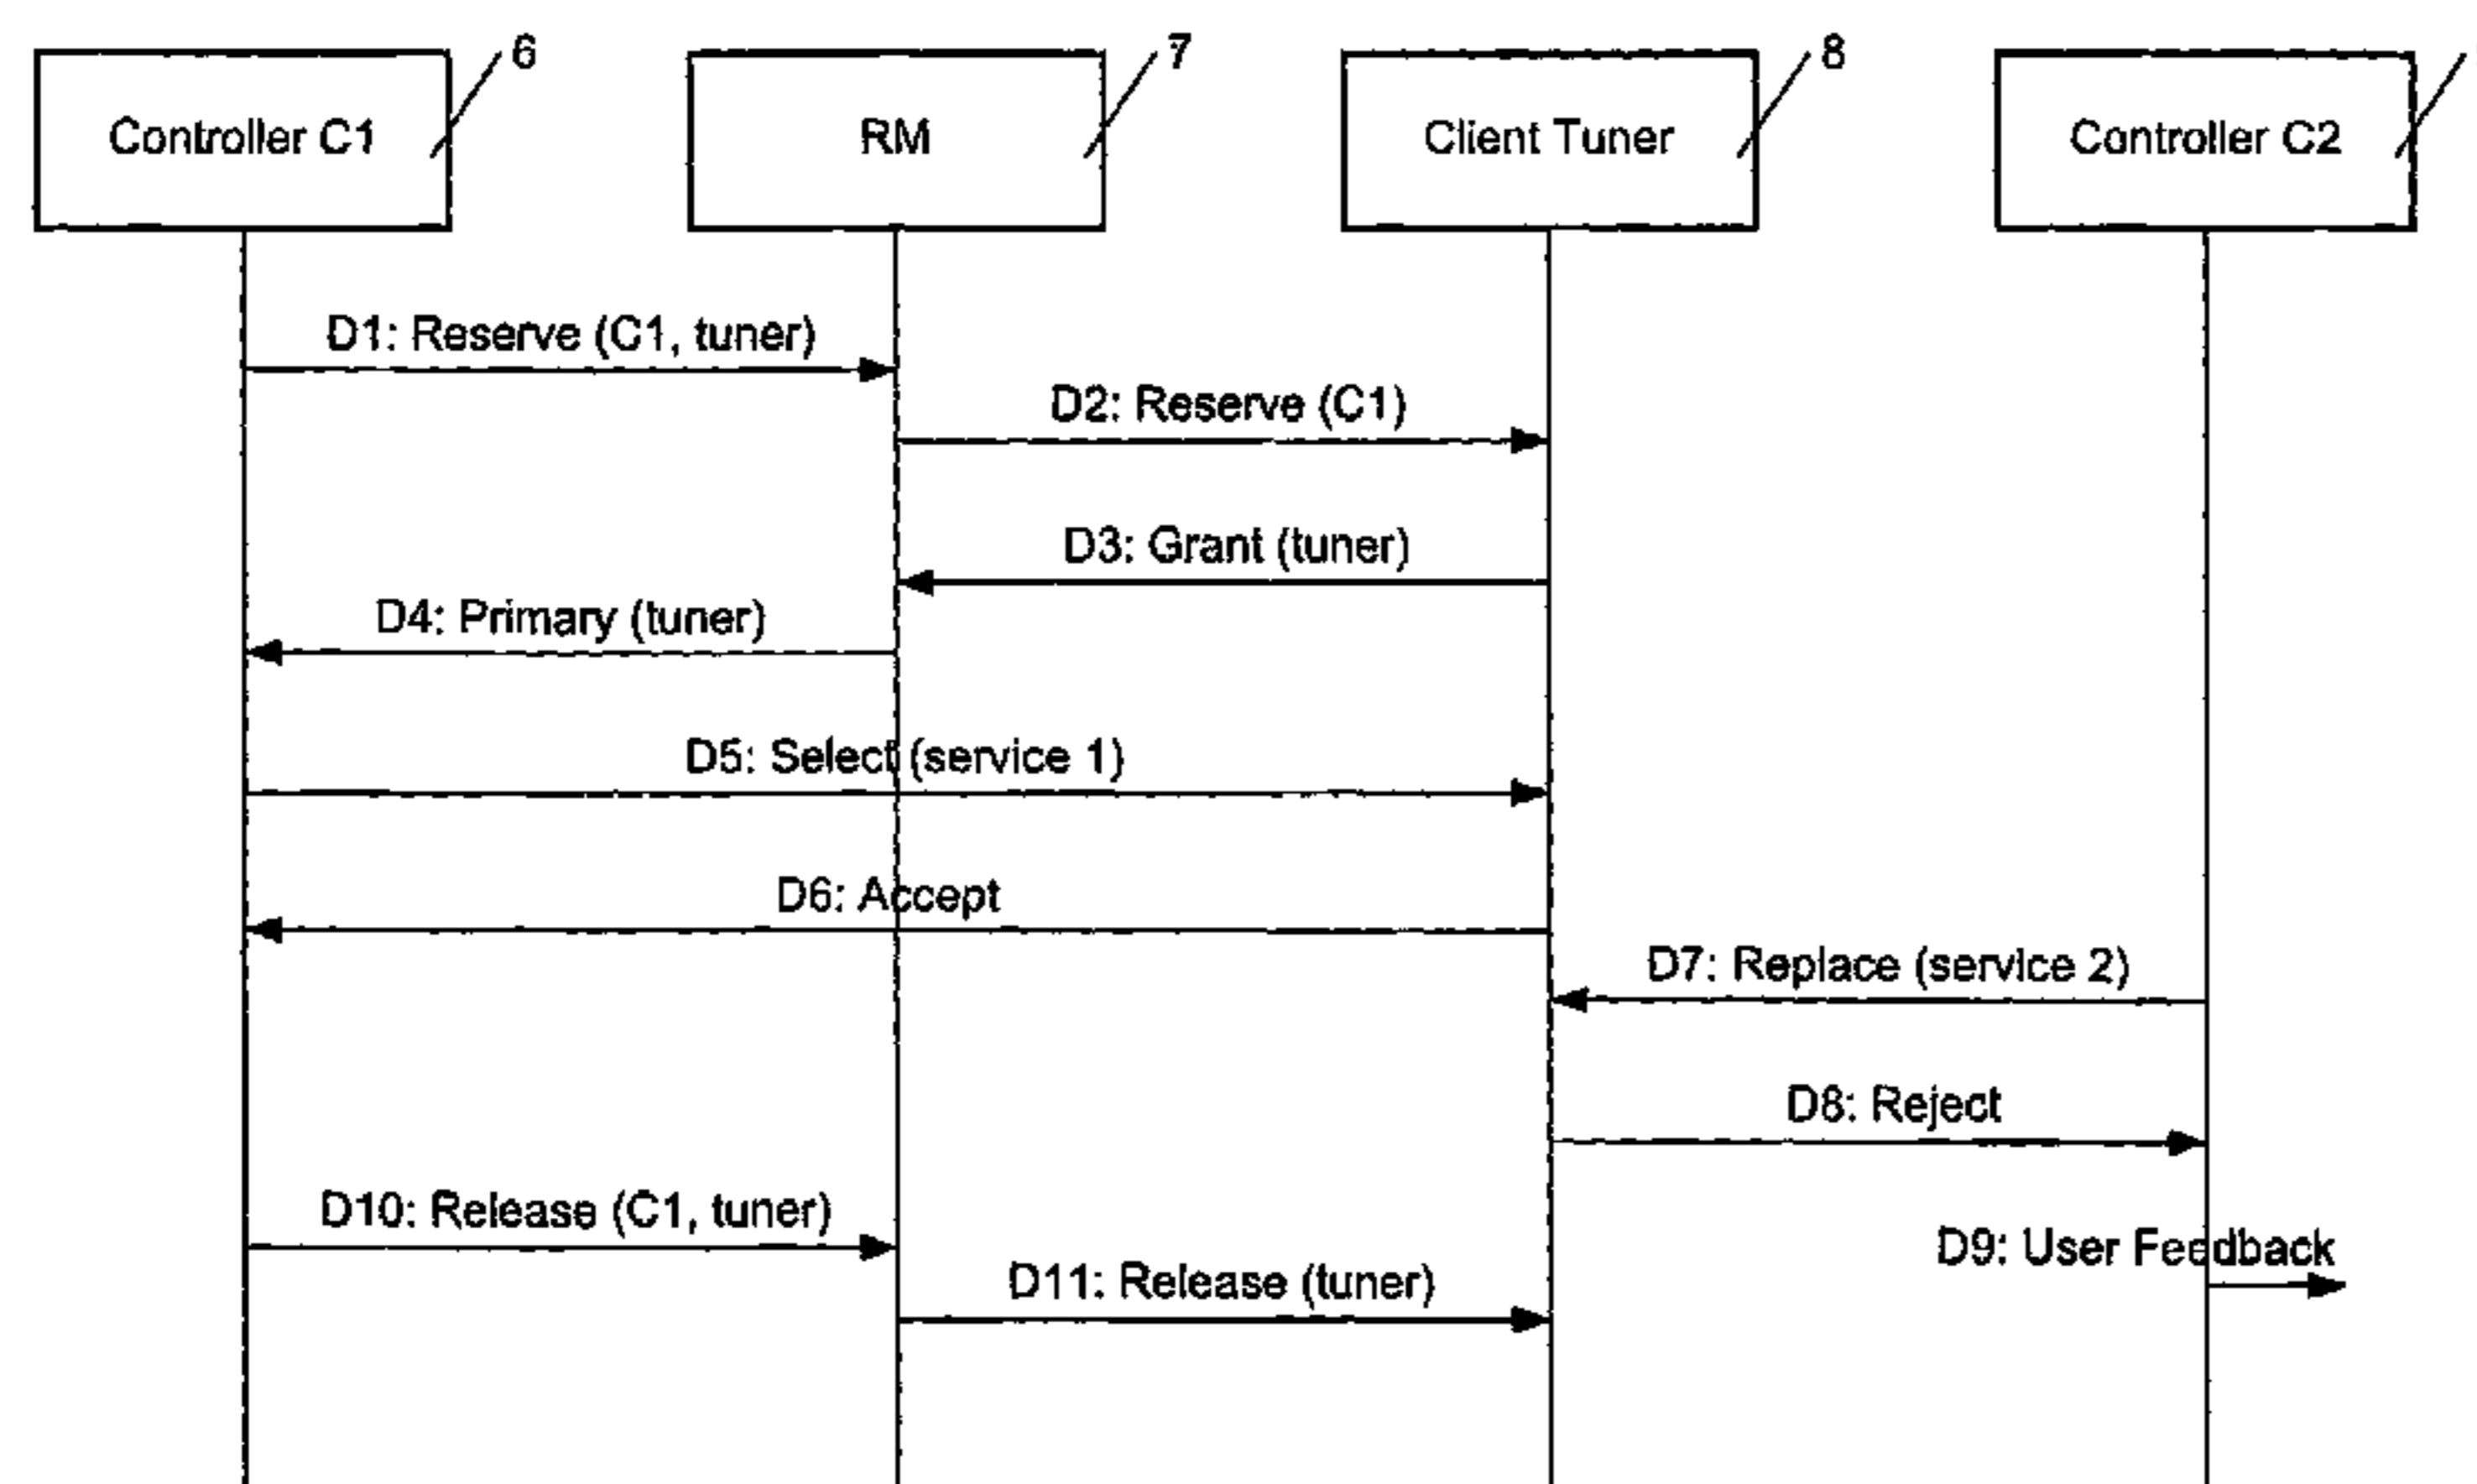 6
7
8
Controller C1
RM
Client Tuner
Controller C2
D1: Reserve (C1, tuner)
D2: Reserve (C1)
D3: Grant (tuner)
D4: Primary (tuner)
D5: Select (service 1)
D6: Accept
D7: Replace (service 2)
D8: Reject
D10: Release (C1, tuner)
D9: User Feedback
D11: Release (tuner)